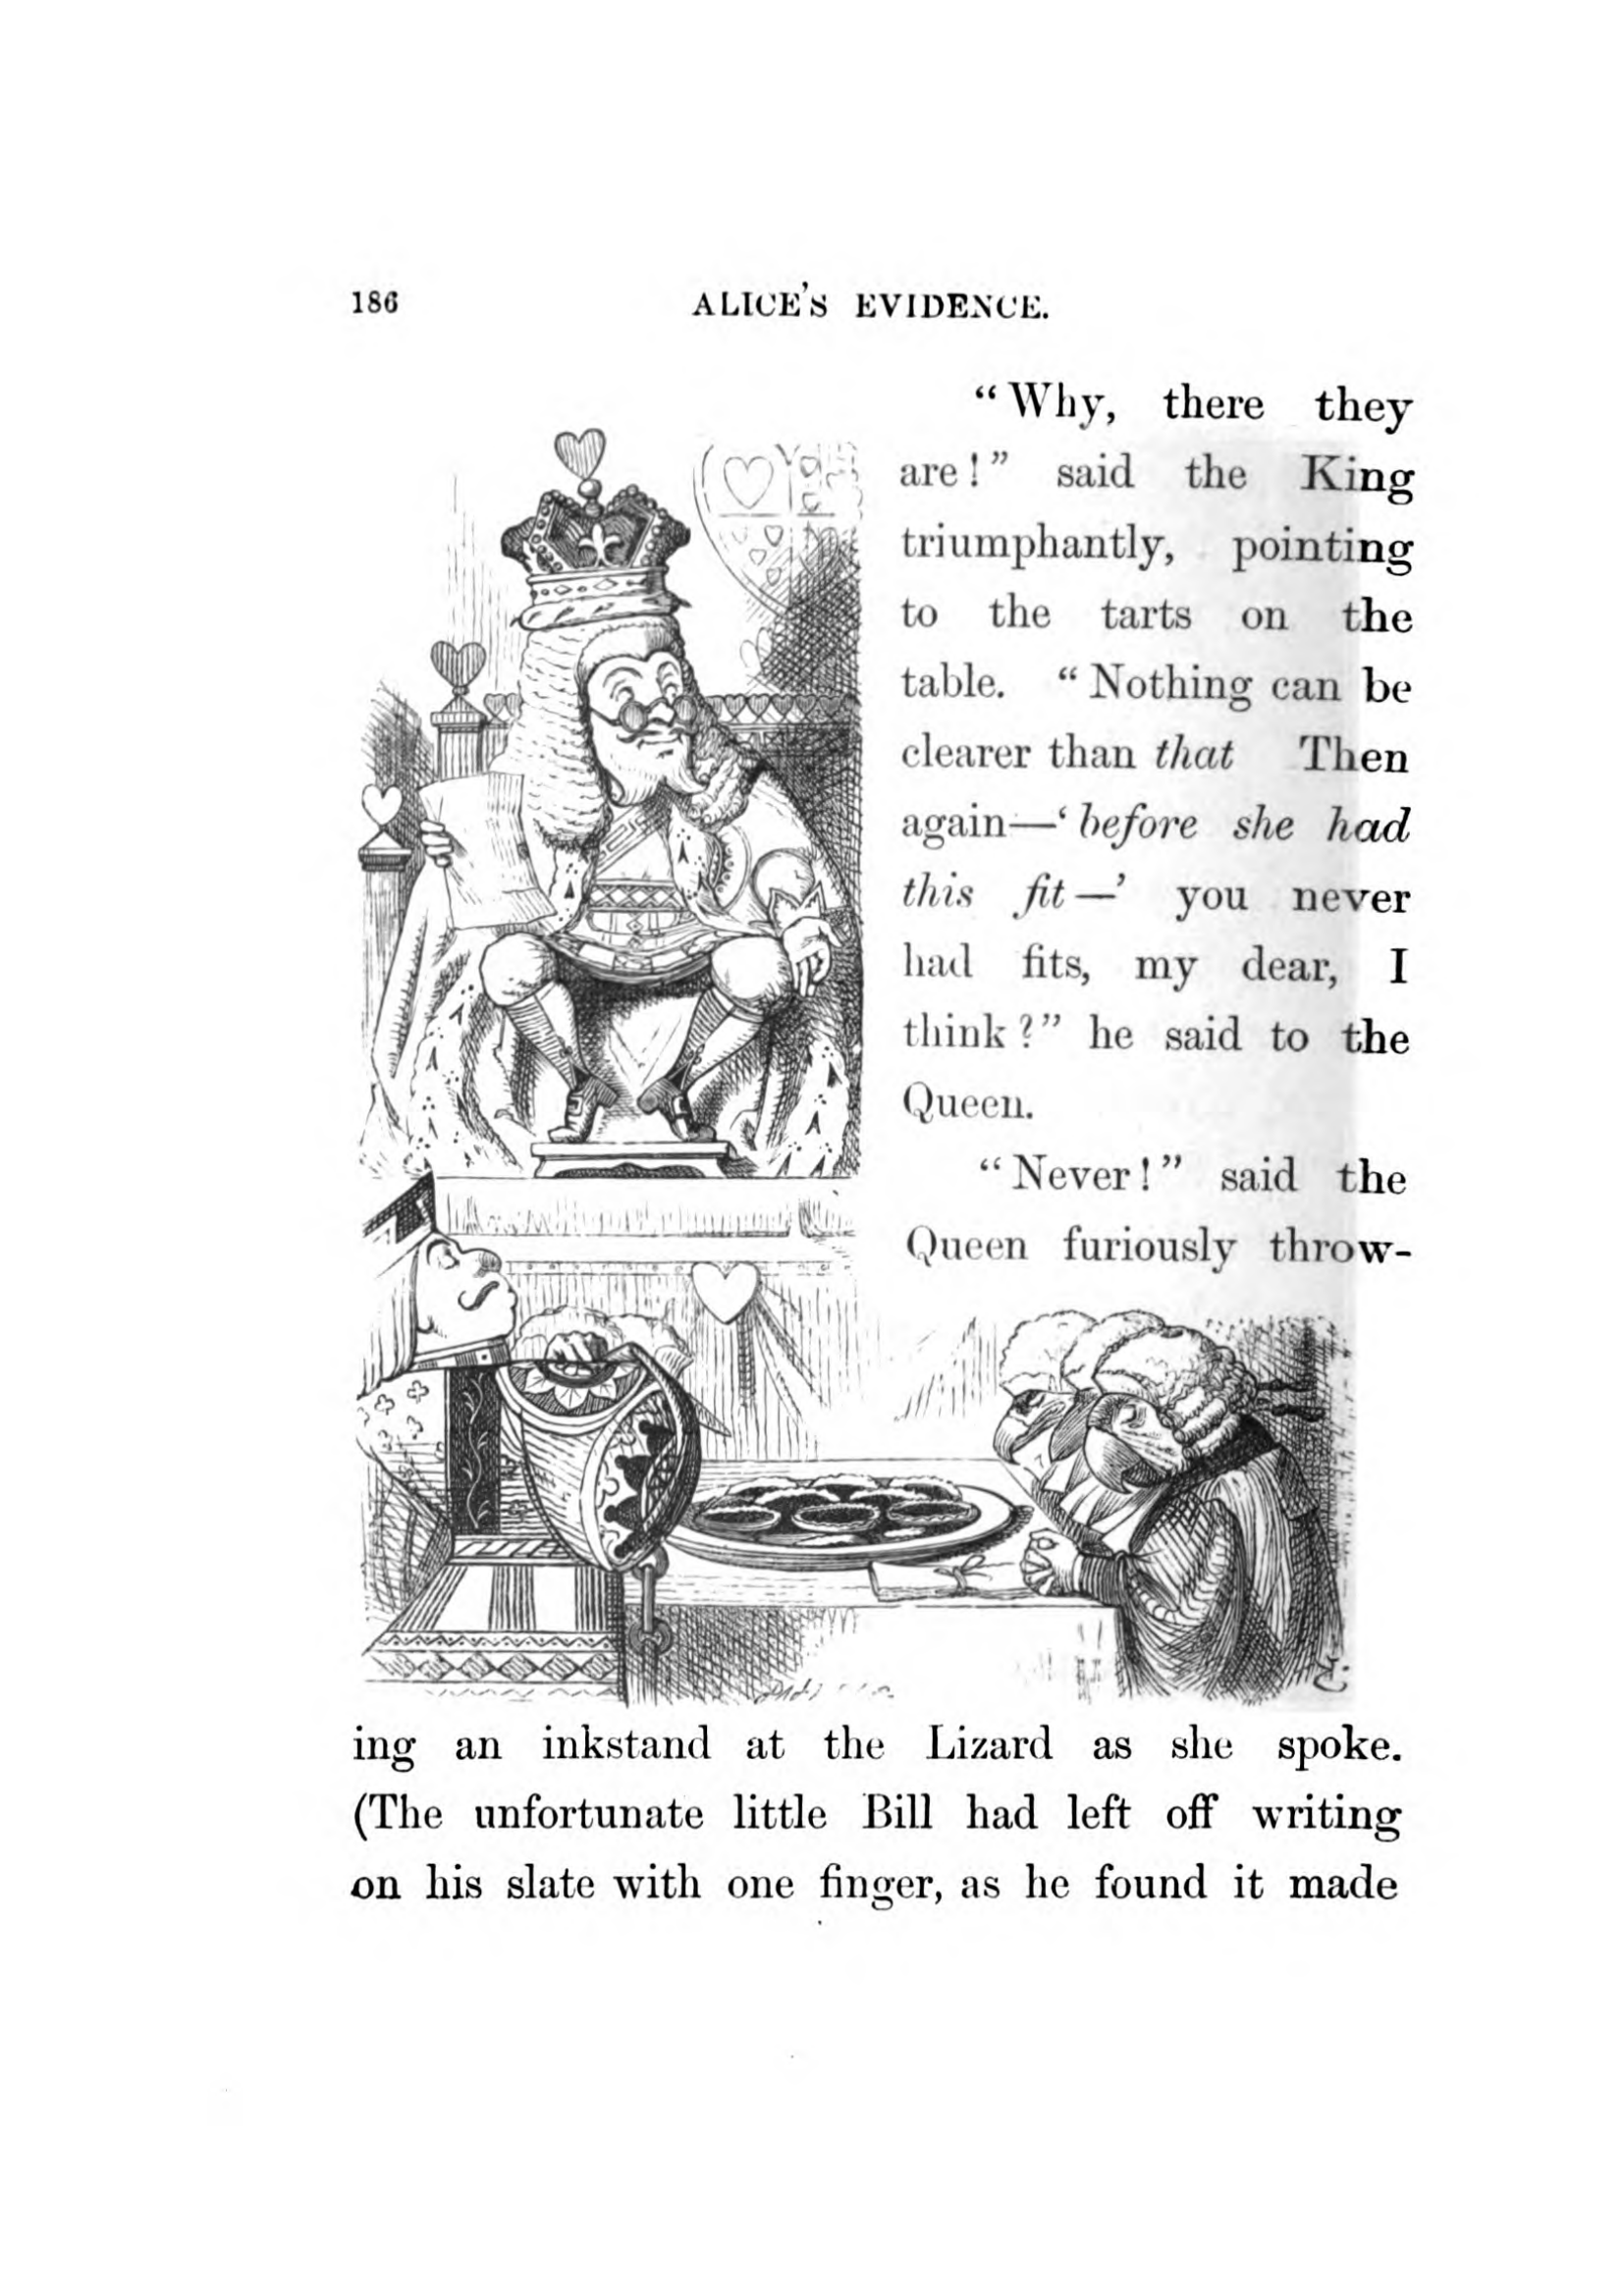 186
ALICE'S EVIDENCE.
“Why, there they
are!” said the King
triumphantly, pointing
to the tarts on the
table. “Nothing can be
clearer than that Then
again—‘before she had
this fit—’ you never
had fits, my dear, I
think?” he said to the
Queen.
“Never!” said the
Queen furiously throw-
ing an inkstand at the Lizard as she spoke.
(The unfortunate little Bill had left off writing
on his slate with one finger, as he found it made